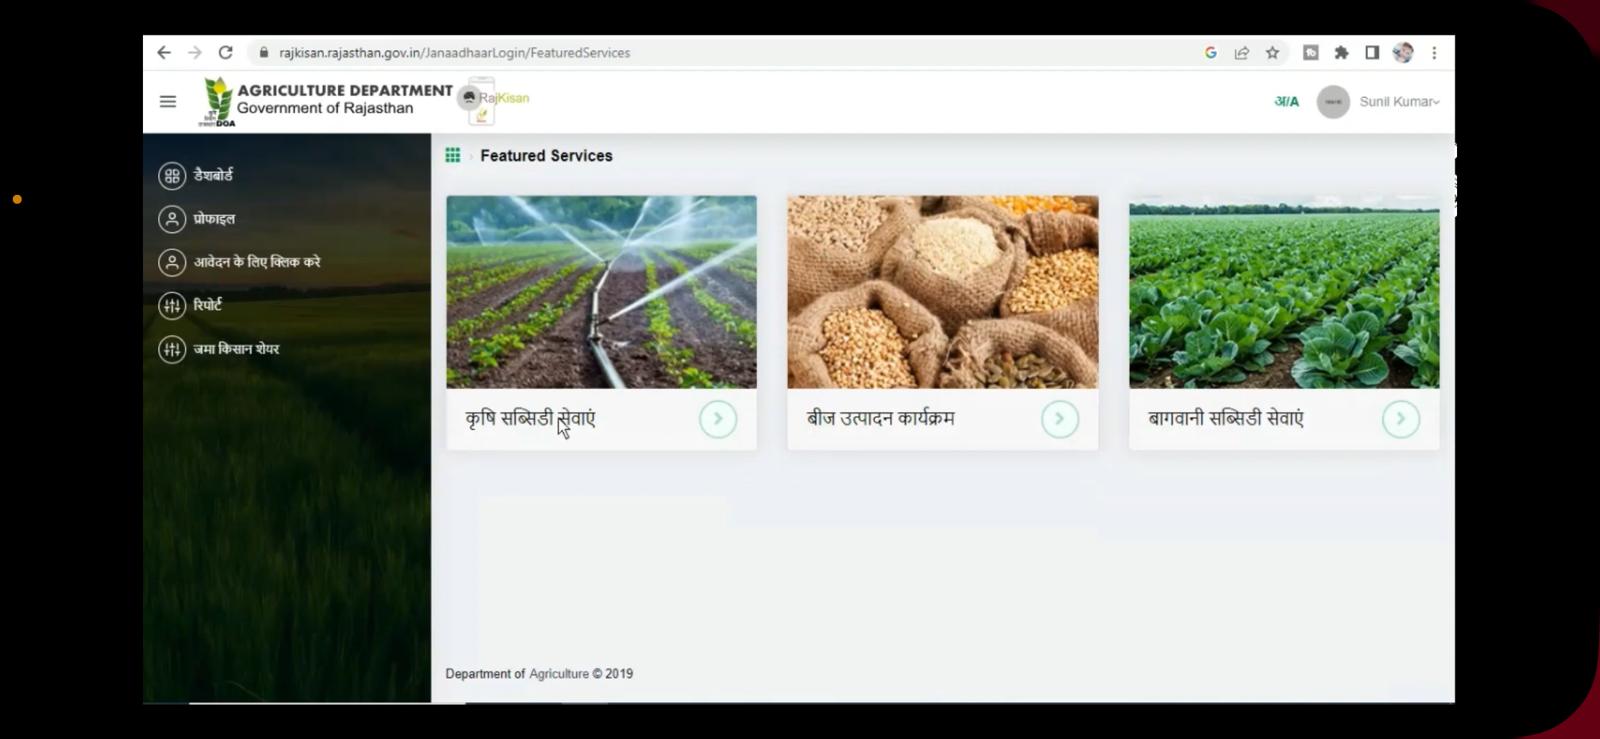 rajkisan.rajasthan.gov.in/JanaadhaarLogin/FeaturedServices
AGRICULTURE DEPARTMENT
Government of Rajasthan
DOA
RajKisan
अ/A
Sunil Kumar
डैशबोर्ड
प्रोफाइल
आवेदन के लिए क्लिक करे
रिपोर्ट
जमा किसान शेयर
Featured Services
कृषि सब्सिडी सेवाएं
बीज उत्पादन कार्यक्रम
बागवानी सब्सिडी सेवाएं
Department of Agriculture © 2019